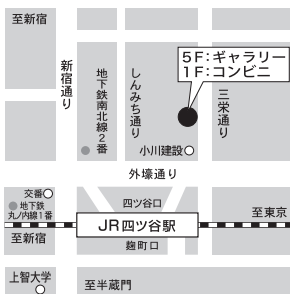 至新宿
5F:ギャラリー
1F:コンビニ
新宿通り
地下鉄南北線2番
しんみち通り
三栄通り
小川建設
外堀通り
交番
地下鉄
丸ノ内線1番
四ツ谷口
JR四ツ谷駅
麹町口
至東京
至新宿
上智大学
至半蔵門